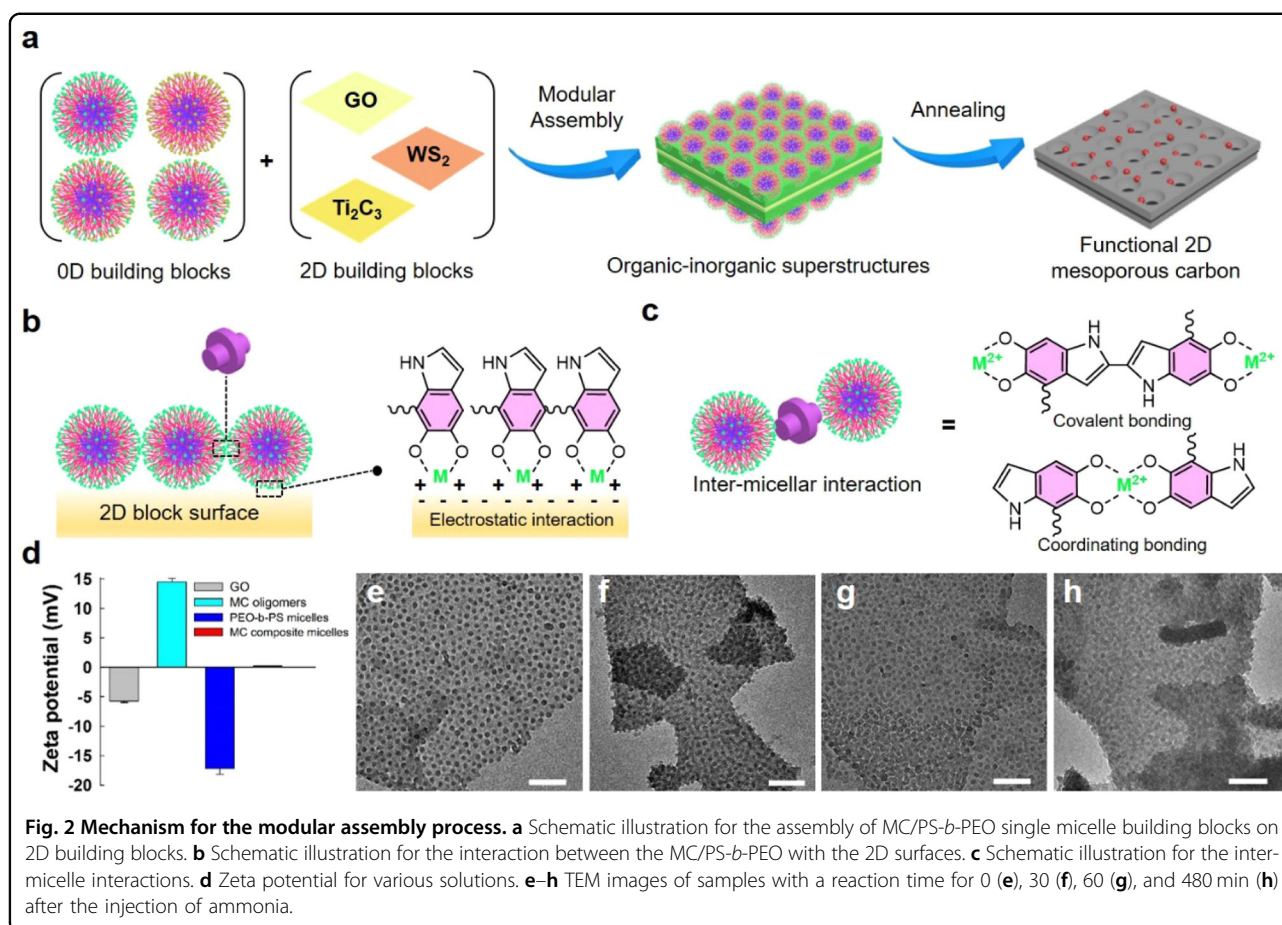 a
GO
WS2
Ti2C3
+
0D building blocks
2D building blocks
Modular
Assembly
Organic-inorganic superstructures
Annealing
Functional 2D
mesoporous carbon
b
2D block surface
HN HN HN
O O O O O O
M M M
+ + + + + +
- - - - - - - - - -
Electrostatic interaction
c
Inter-micellar interaction
=
H
N
O O
M2+ M2+
O O
N
H
Covalent bonding
H
N
O O
M2+
O O
N
H
Coordinating bonding
d
Zeta potential (mV)
15
10
5
0
-5
-10
-15
-20
GO
MC oligomers
PEO-b-PS micelles
MC composite micelles
e
f
g
h
Fig. 2 Mechanism for the modular assembly process. a Schematic illustration for the assembly of MC/PS-b-PEO single micelle building blocks on
2D building blocks. b Schematic illustration for the interaction between the MC/PS-b-PEO with the 2D surfaces. c Schematic illustration for the inter-
micelle interactions. d Zeta potential for various solutions. e–h TEM images of samples with a reaction time for 0 (e), 30 (f), 60 (g), and 480 min (h)
after the injection of ammonia.